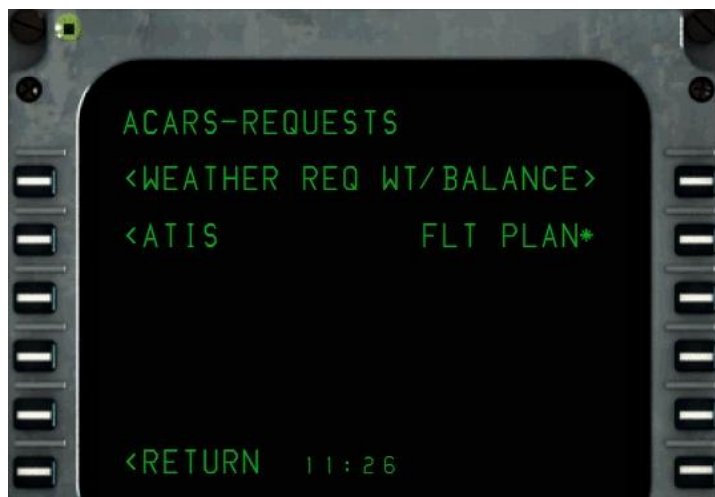 ACARS-REQUESTS
<WEATHER REQ WT/BALANCE>
<ATIS FLT PLAN*
<RETURN 11:26